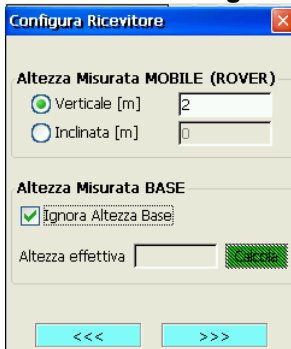 Configura Ricevitore
Altezza Misurata MOBILE (ROVER)
Verticale [m] 2
Inclinata [m] 0
Altezza Misurata BASE
Ignora Altezza Base
Altezza effettiva Calcola
<<< >>>